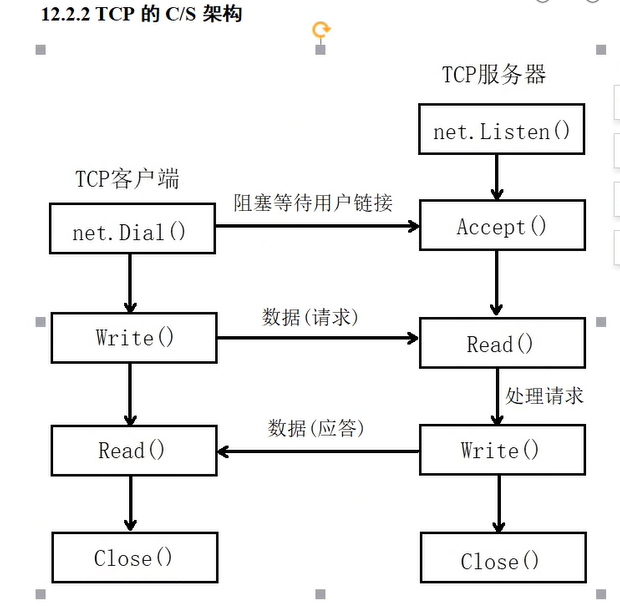 12.2.2 TCP 的 C/S 架构
TCP服务器
net.Listen()
TCP客户端
阻塞等待用户链接
net.Dial()
Accept()
数据(请求)
Write()
Read()
处理请求
数据(应答)
Read()
Write()
Close()
Close()